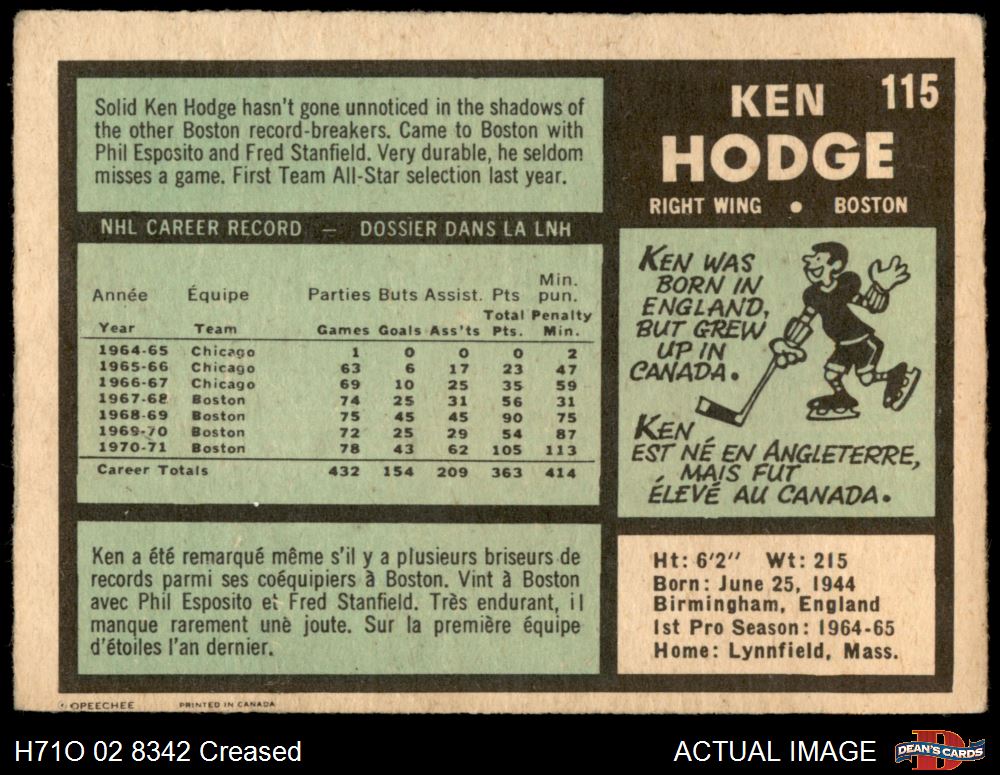 Solid Ken Hodge hasn't gone unnoticed in the shadows of
the other Boston record-breakers. Came to Boston with
Phil Esposito and Fred Stanfield. Very durable, he seldom
misses a game. First Team All-Star selection last year.
KEN 115
HODGE
RIGHT WING • BOSTON
NHL CAREER RECORD — DOSSIER DANS LA LNH
Année Équipe Parties Buts Assist. Pts Min. pun.
Year Team Games Goals Ass'ts Total Pts. Penalty Min.
1964-65 Chicago 1 0 0 0 2
1965-66 Chicago 63 6 17 23 47
1966-67 Chicago 69 10 25 35 59
1967-68 Boston 74 25 31 56 31
1968-69 Boston 75 45 45 90 75
1969-70 Boston 72 25 29 54 87
1970-71 Boston 78 43 62 105 113
Career Totals 432 154 209 363 414
KEN WAS
BORN IN
ENGLAND,
BUT GREW
UP IN
CANADA.
KEN
EST NÉ EN ANGLETERRE,
MAIS FUT
ÉLEVÉ AU CANADA.
Ken a été remarqué même s'il y a plusieurs briseurs de
records parmi ses coéquipiers à Boston. Vint à Boston
avec Phil Esposito et Fred Stanfield. Très endurant, il
manque rarement unè joute. Sur la première équipe
d'étoiles l'an dernier.
Ht: 6'2" Wt: 215
Born: June 25, 1944
Birmingham, England
1st Pro Season: 1964-65
Home: Lynnfield, Mass.
© OPEECHEE PRINTED IN CANADA
H71O 02 8342 Creased
ACTUAL IMAGE
DEAN'S CARDS